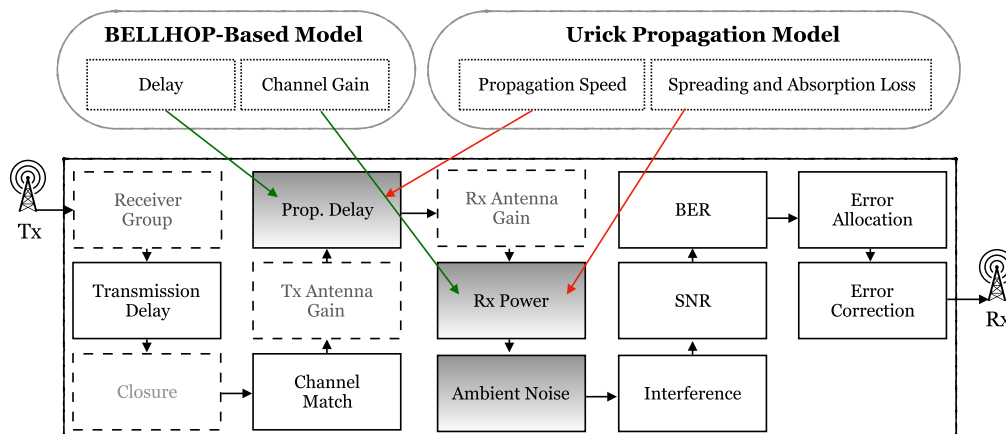 BELLHOP-Based Model
Delay
Channel Gain
Urick Propagation Model
Propagation Speed
Spreading and Absorption Loss
Tx
Receiver
Group
Transmission
Delay
Closure
Channel
Match
Tx Antenna
Gain
Prop. Delay
Rx Antenna
Gain
Rx Power
Ambient Noise
Interference
SNR
BER
Error
Allocation
Error
Correction
Rx